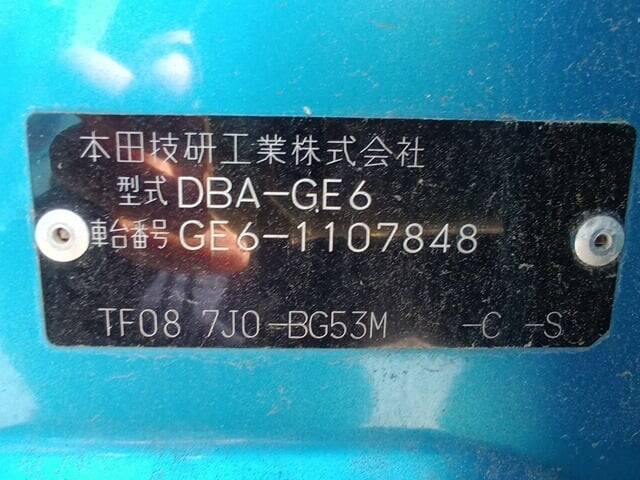 本田技研工業株式会社
型式 DBA-GE6
車台番号 GE6-1107848
TF08 7J0-BG53M -C -S